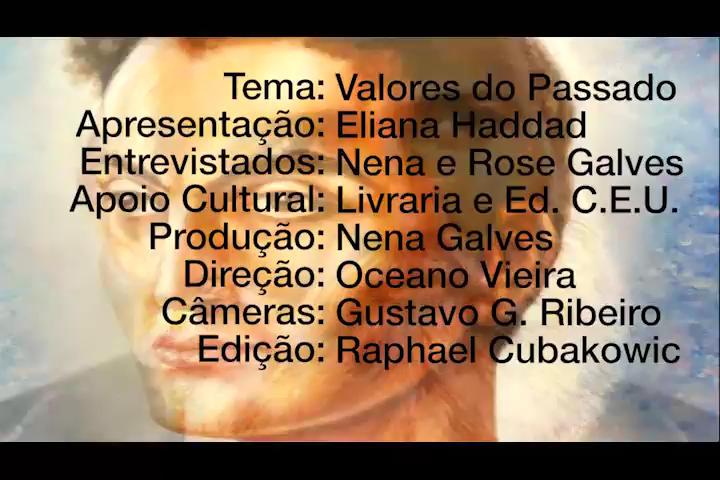 Tema: Valores do Passado
Apresentação: Eliana Haddad
Entrevistados: Nena e Rose Galves
Apoio Cultural: Livraria e Ed. C.E.U.
Produção: Nena Galves
Direção: Oceano Vieira
Câmeras: Gustavo G. Ribeiro
Edição: Raphael Cubakowic